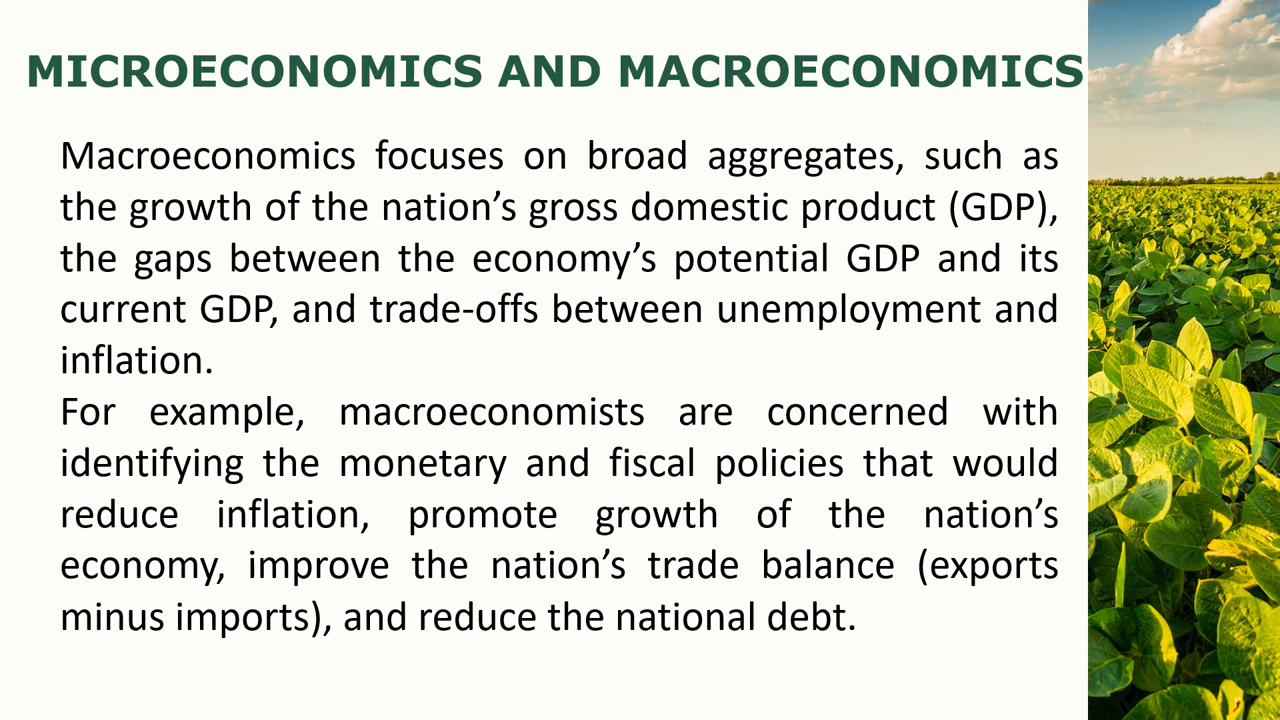 MICROECONOMICS AND MACROECONOMICS
Macroeconomics focuses on broad aggregates, such as
the growth of the nation’s gross domestic product (GDP),
the gaps between the economy’s potential GDP and its
current GDP, and trade-offs between unemployment and
inflation.
For example, macroeconomists are concerned with
identifying the monetary and fiscal policies that would
reduce inflation, promote growth of the nation’s
economy, improve the nation’s trade balance (exports
minus imports), and reduce the national debt.